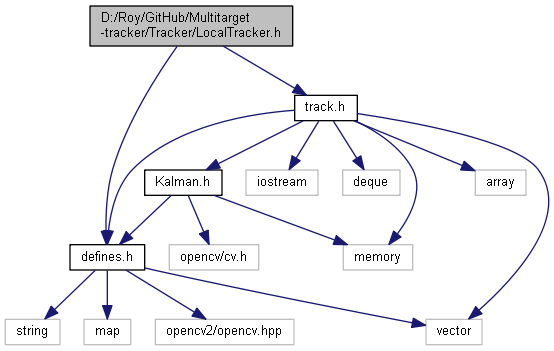 D:/Roy/GitHub/Multitarget
-tracker/Tracker/LocalTracker.h
track.h
Kalman.h
iostream
deque
array
defines.h
opencv/cv.h
memory
string
map
opencv2/opencv.hpp
vector